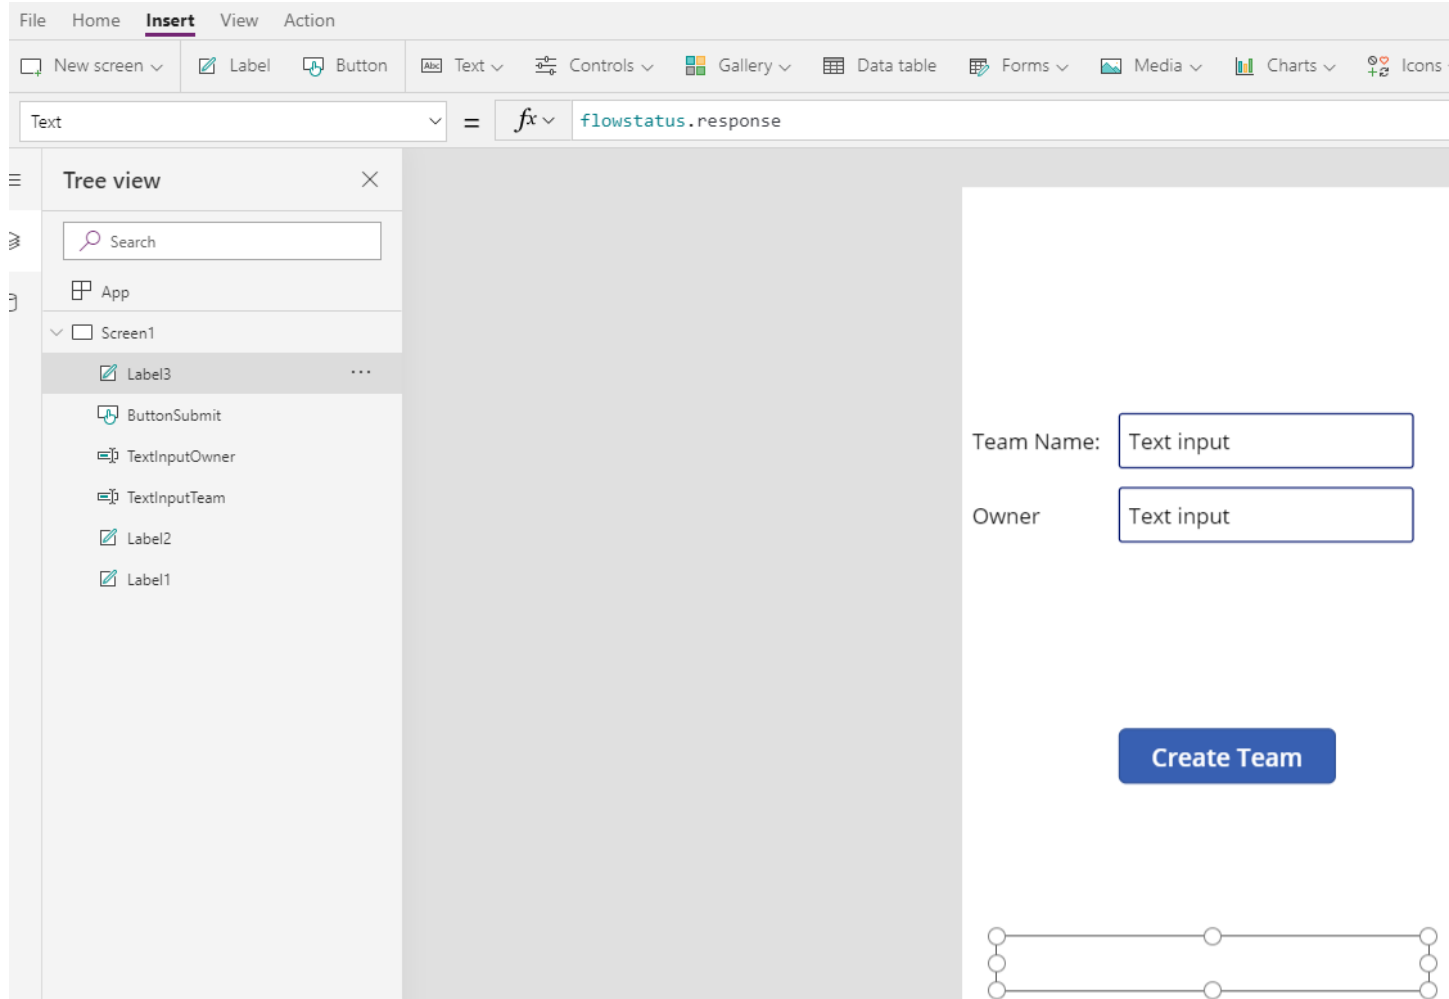 File Home Insert View Action
New screen Label Button Abc Text Controls Gallery Data table Forms Media Charts Icons
Text = fx flowstatus.response
Tree view
Search
App
Screen1
Label3 ...
ButtonSubmit
TextInputOwner
TextInputTeam
Label2
Label1
Team Name: Text input
Owner Text input
Create Team